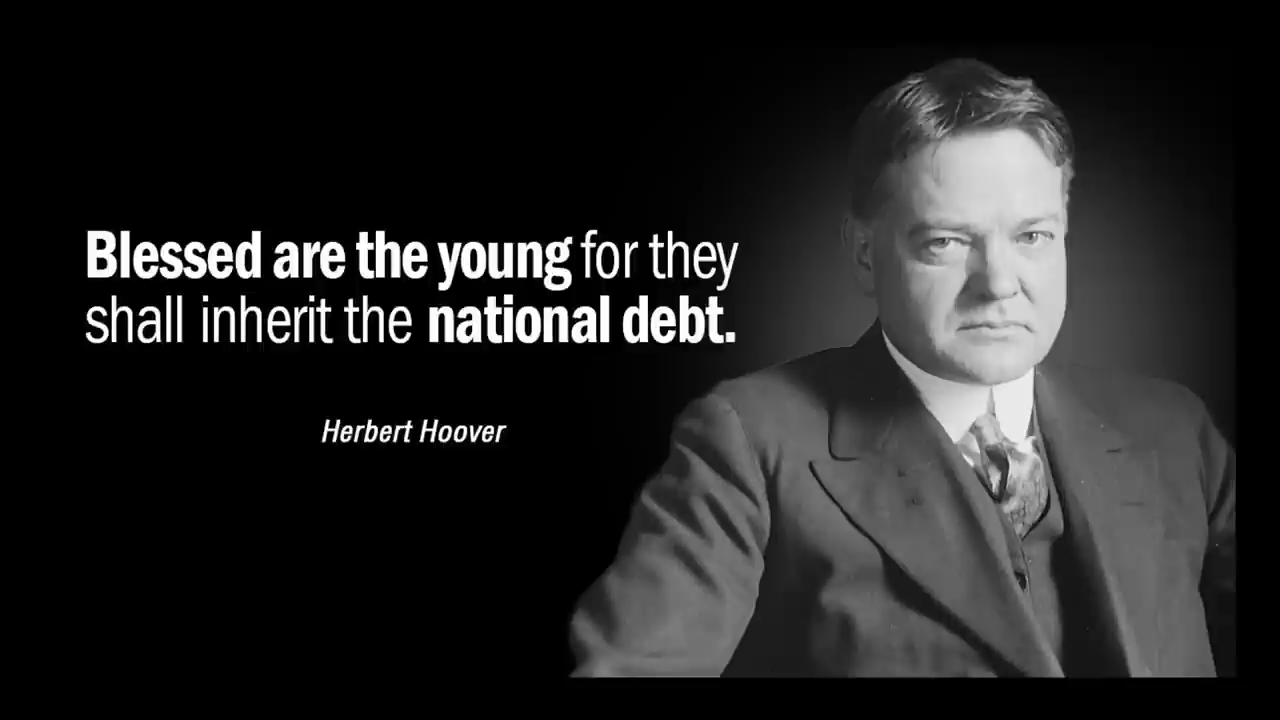 Blessed are the young for they
shall inherit the national debt.
Herbert Hoover